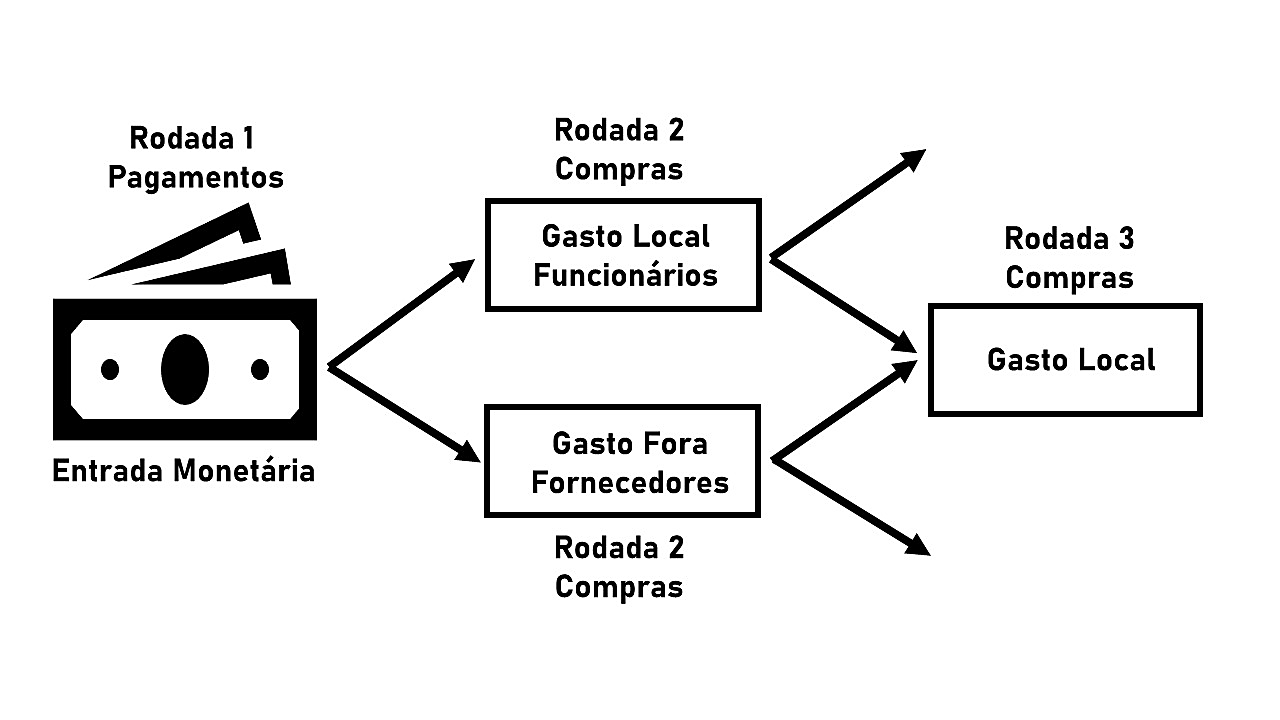 Rodada 1
Pagamentos
Entrada Monetária
Rodada 2
Compras
Gasto Local
Funcionários
Gasto Fora
Fornecedores
Rodada 2
Compras
Rodada 3
Compras
Gasto Local